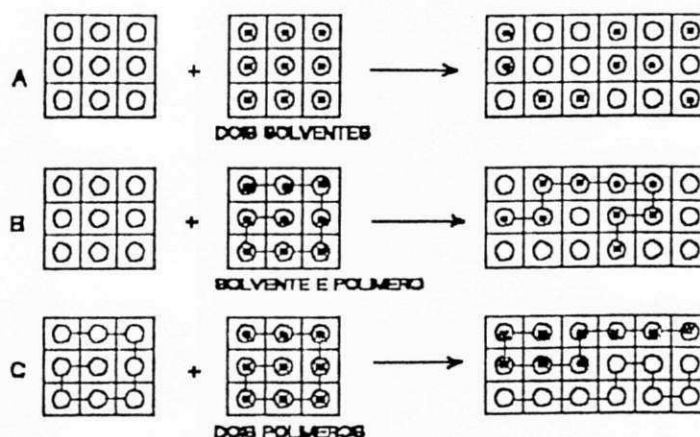 A
+
DOIS SOLVENTES
B
+
SOLVENTE E POLIMERO
C
+
DOIS POLIMEROS